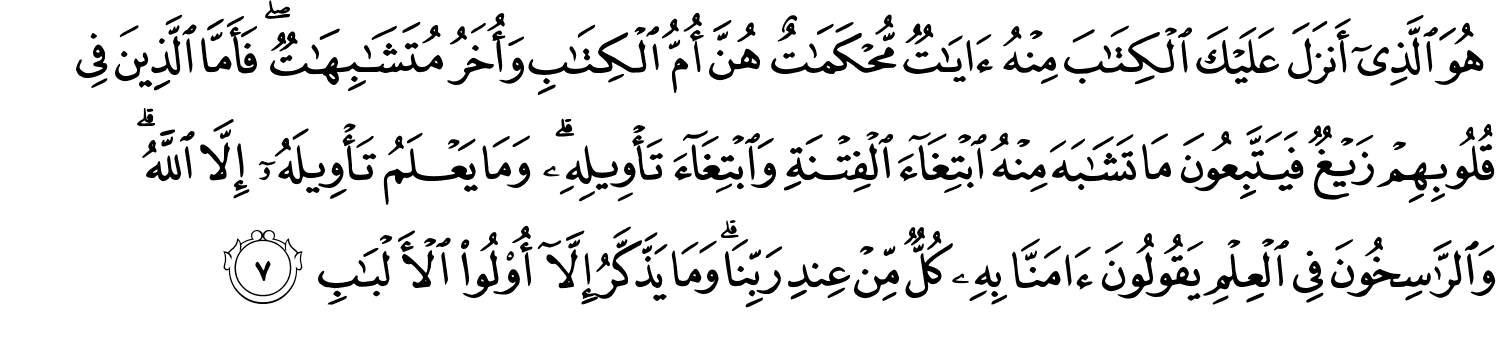 هُوَ ٱلَّذِىٓ أَنزَلَ عَلَيْكَ ٱلْكِتَـٰبَ مِنْهُ ءَايَـٰتٌ مُّحْكَمَـٰتٌ هُنَّ أُمُّ ٱلْكِتَـٰبِ وَأُخَرُ مُتَشَـٰبِهَـٰتٌ ۖ فَأَمَّا ٱلَّذِينَ فِى
قُلُوبِهِمْ زَيْغٌ فَيَتَّبِعُونَ مَا تَشَـٰبَهَ مِنْهُ ٱبْتِغَآءَ ٱلْفِتْنَةِ وَٱبْتِغَآءَ تَأْوِيلِهِۦ ۗ وَمَا يَعْلَمُ تَأْوِيلَهُۥٓ إِلَّا ٱللَّهُ ۗ
وَٱلرَّٰسِخُونَ فِى ٱلْعِلْمِ يَقُولُونَ ءَامَنَّا بِهِۦ كُلٌّ مِّنْ عِندِ رَبِّنَا ۗ وَمَا يَذَّكَّرُ إِلَّآ أُو۟لُوا۟ ٱلْأَلْبَـٰبِ ٧